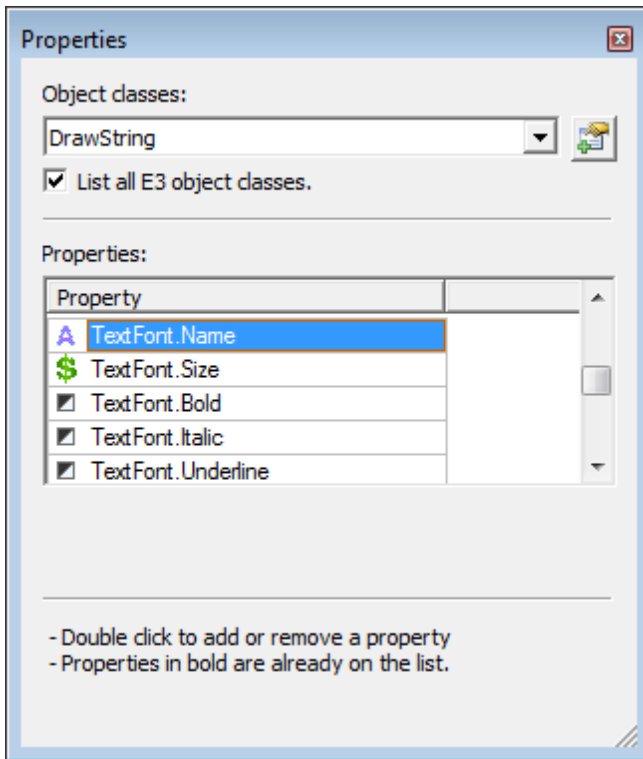 Properties
Object classes:
DrawString
List all E3 object classes.
Properties:
Property
TextFont.Name
TextFont.Size
TextFont.Bold
TextFont.Italic
TextFont.Underline
- Double click to add or remove a property
- Properties in bold are already on the list.